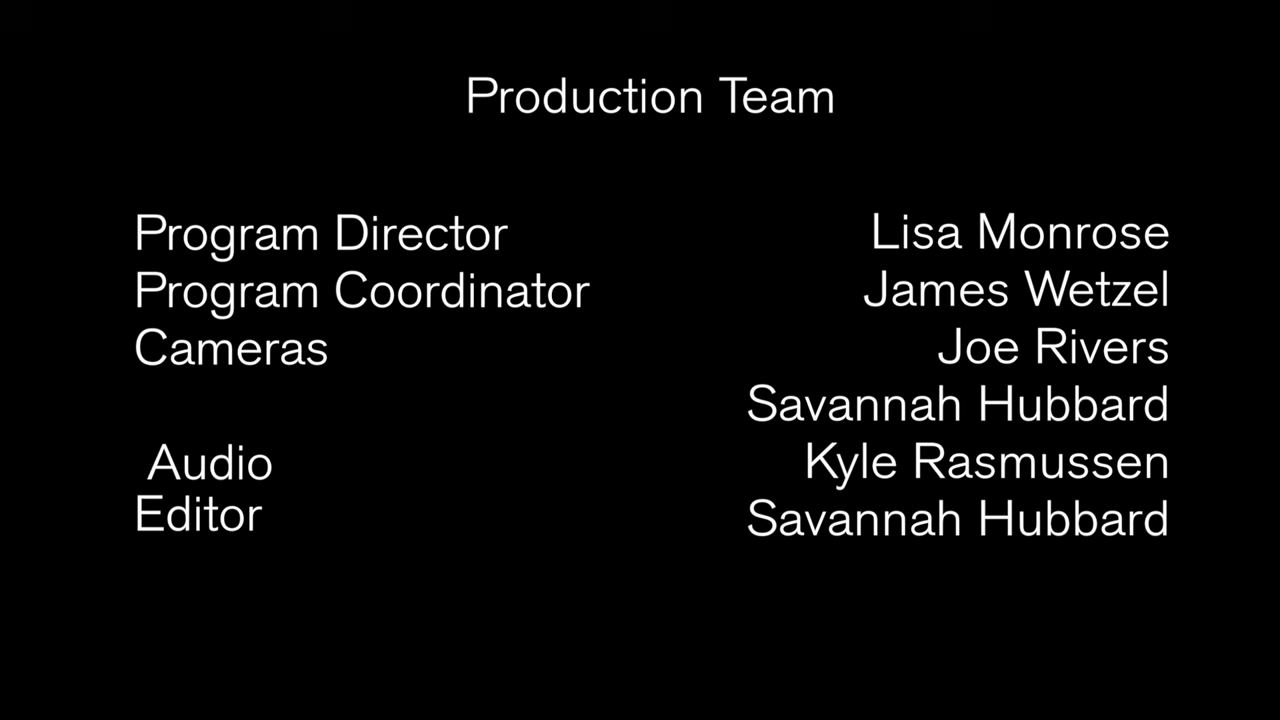 Production Team
Program Director Lisa Monrose
Program Coordinator James Wetzel
Cameras Joe Rivers
Savannah Hubbard
Audio Kyle Rasmussen
Editor Savannah Hubbard